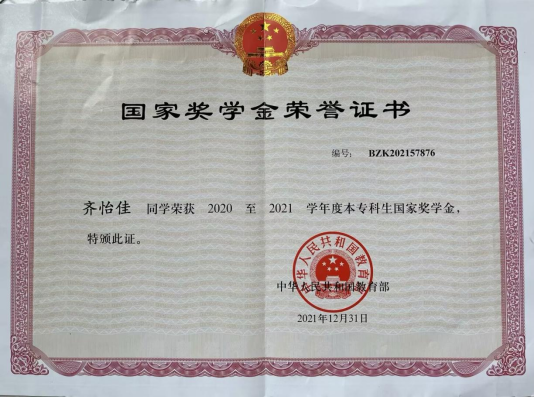 国家奖学金荣誉证书
编号: BZK202157876
齐怡佳 同学荣获 2020 至 2021 学年度本专科生国家奖学金,
特颁此证。
中华人民共和国教育部
中华人民共和国教育部
2021年12月31日